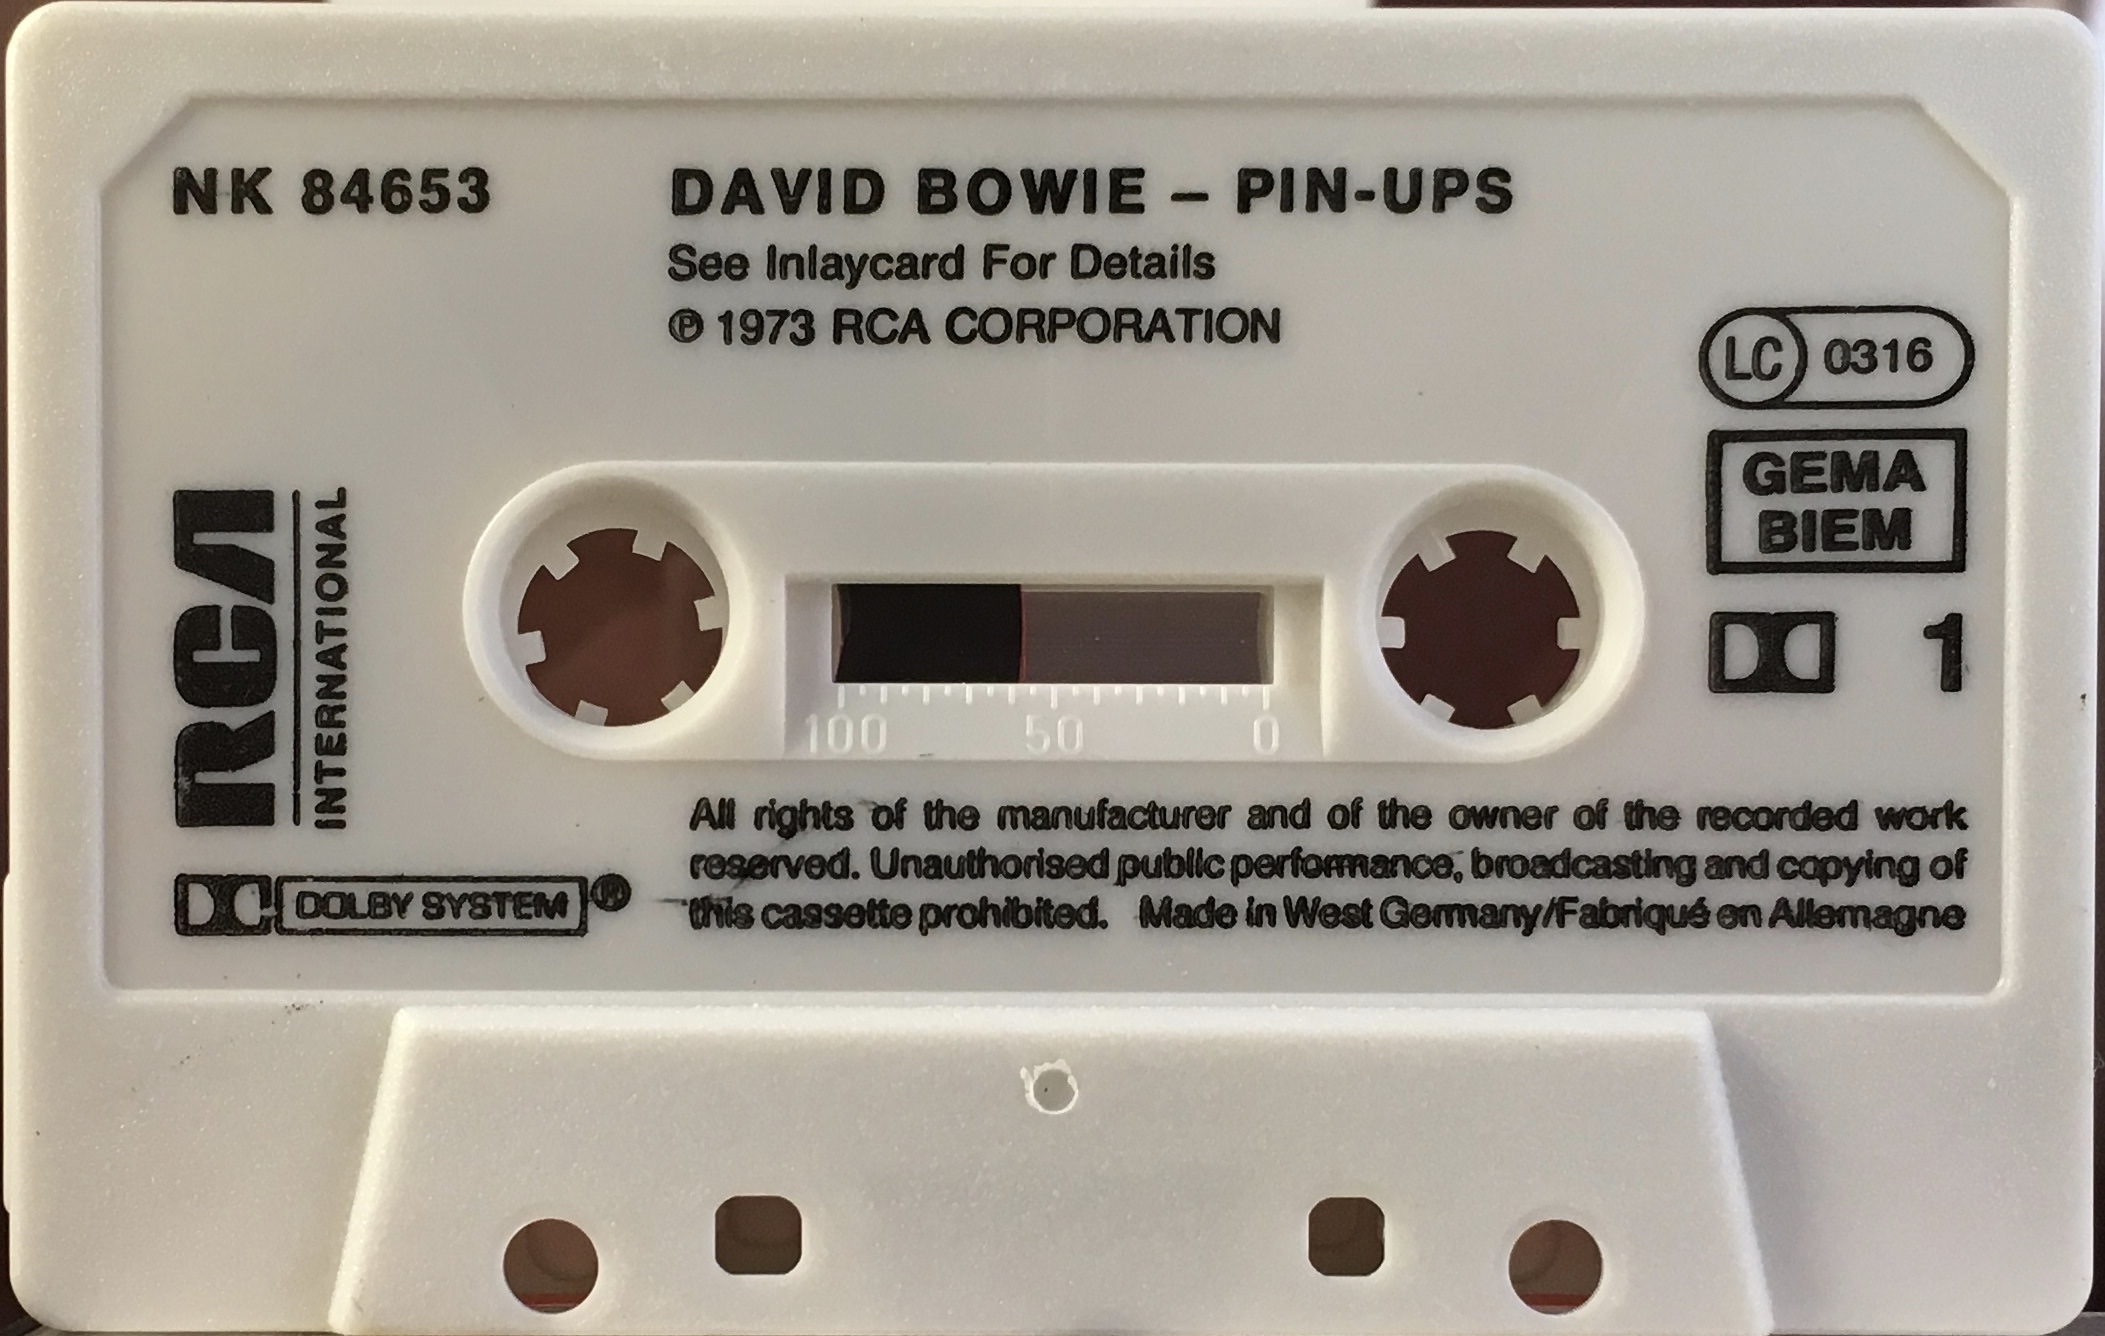 NK 84653
DAVID BOWIE – PIN-UPS
See Inlaycard For Details
℗ 1973 RCA CORPORATION
LC 0316
GEMA
BIEM
1
RCA
INTERNATIONAL
100 50 0
DOLBY SYSTEM®
All rights of the manufacturer and of the owner of the recorded work
reserved. Unauthorised public performance, broadcasting and copying of
this cassette prohibited. Made in West Germany/Fabriqué en Allemagne